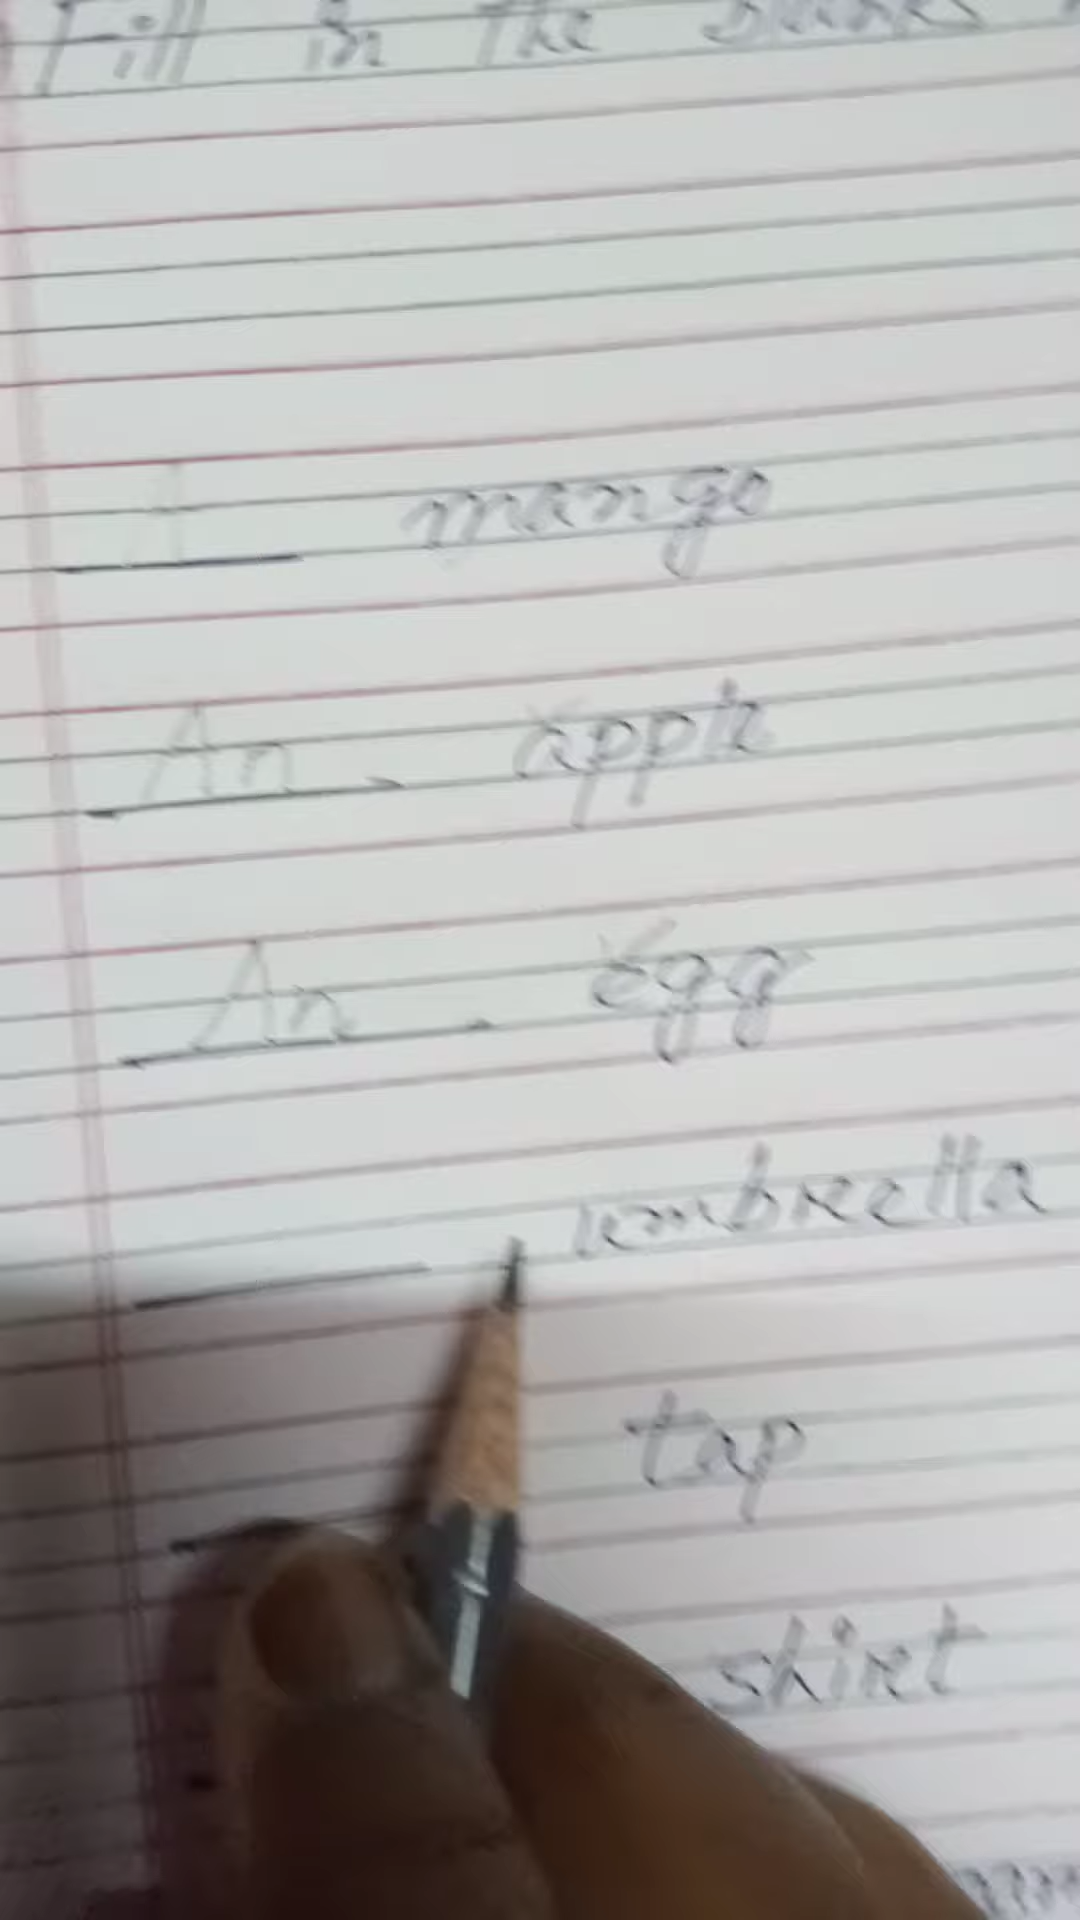 Fill in the blanks
A mango
An apple
An egg
umbrella
tap
shirt